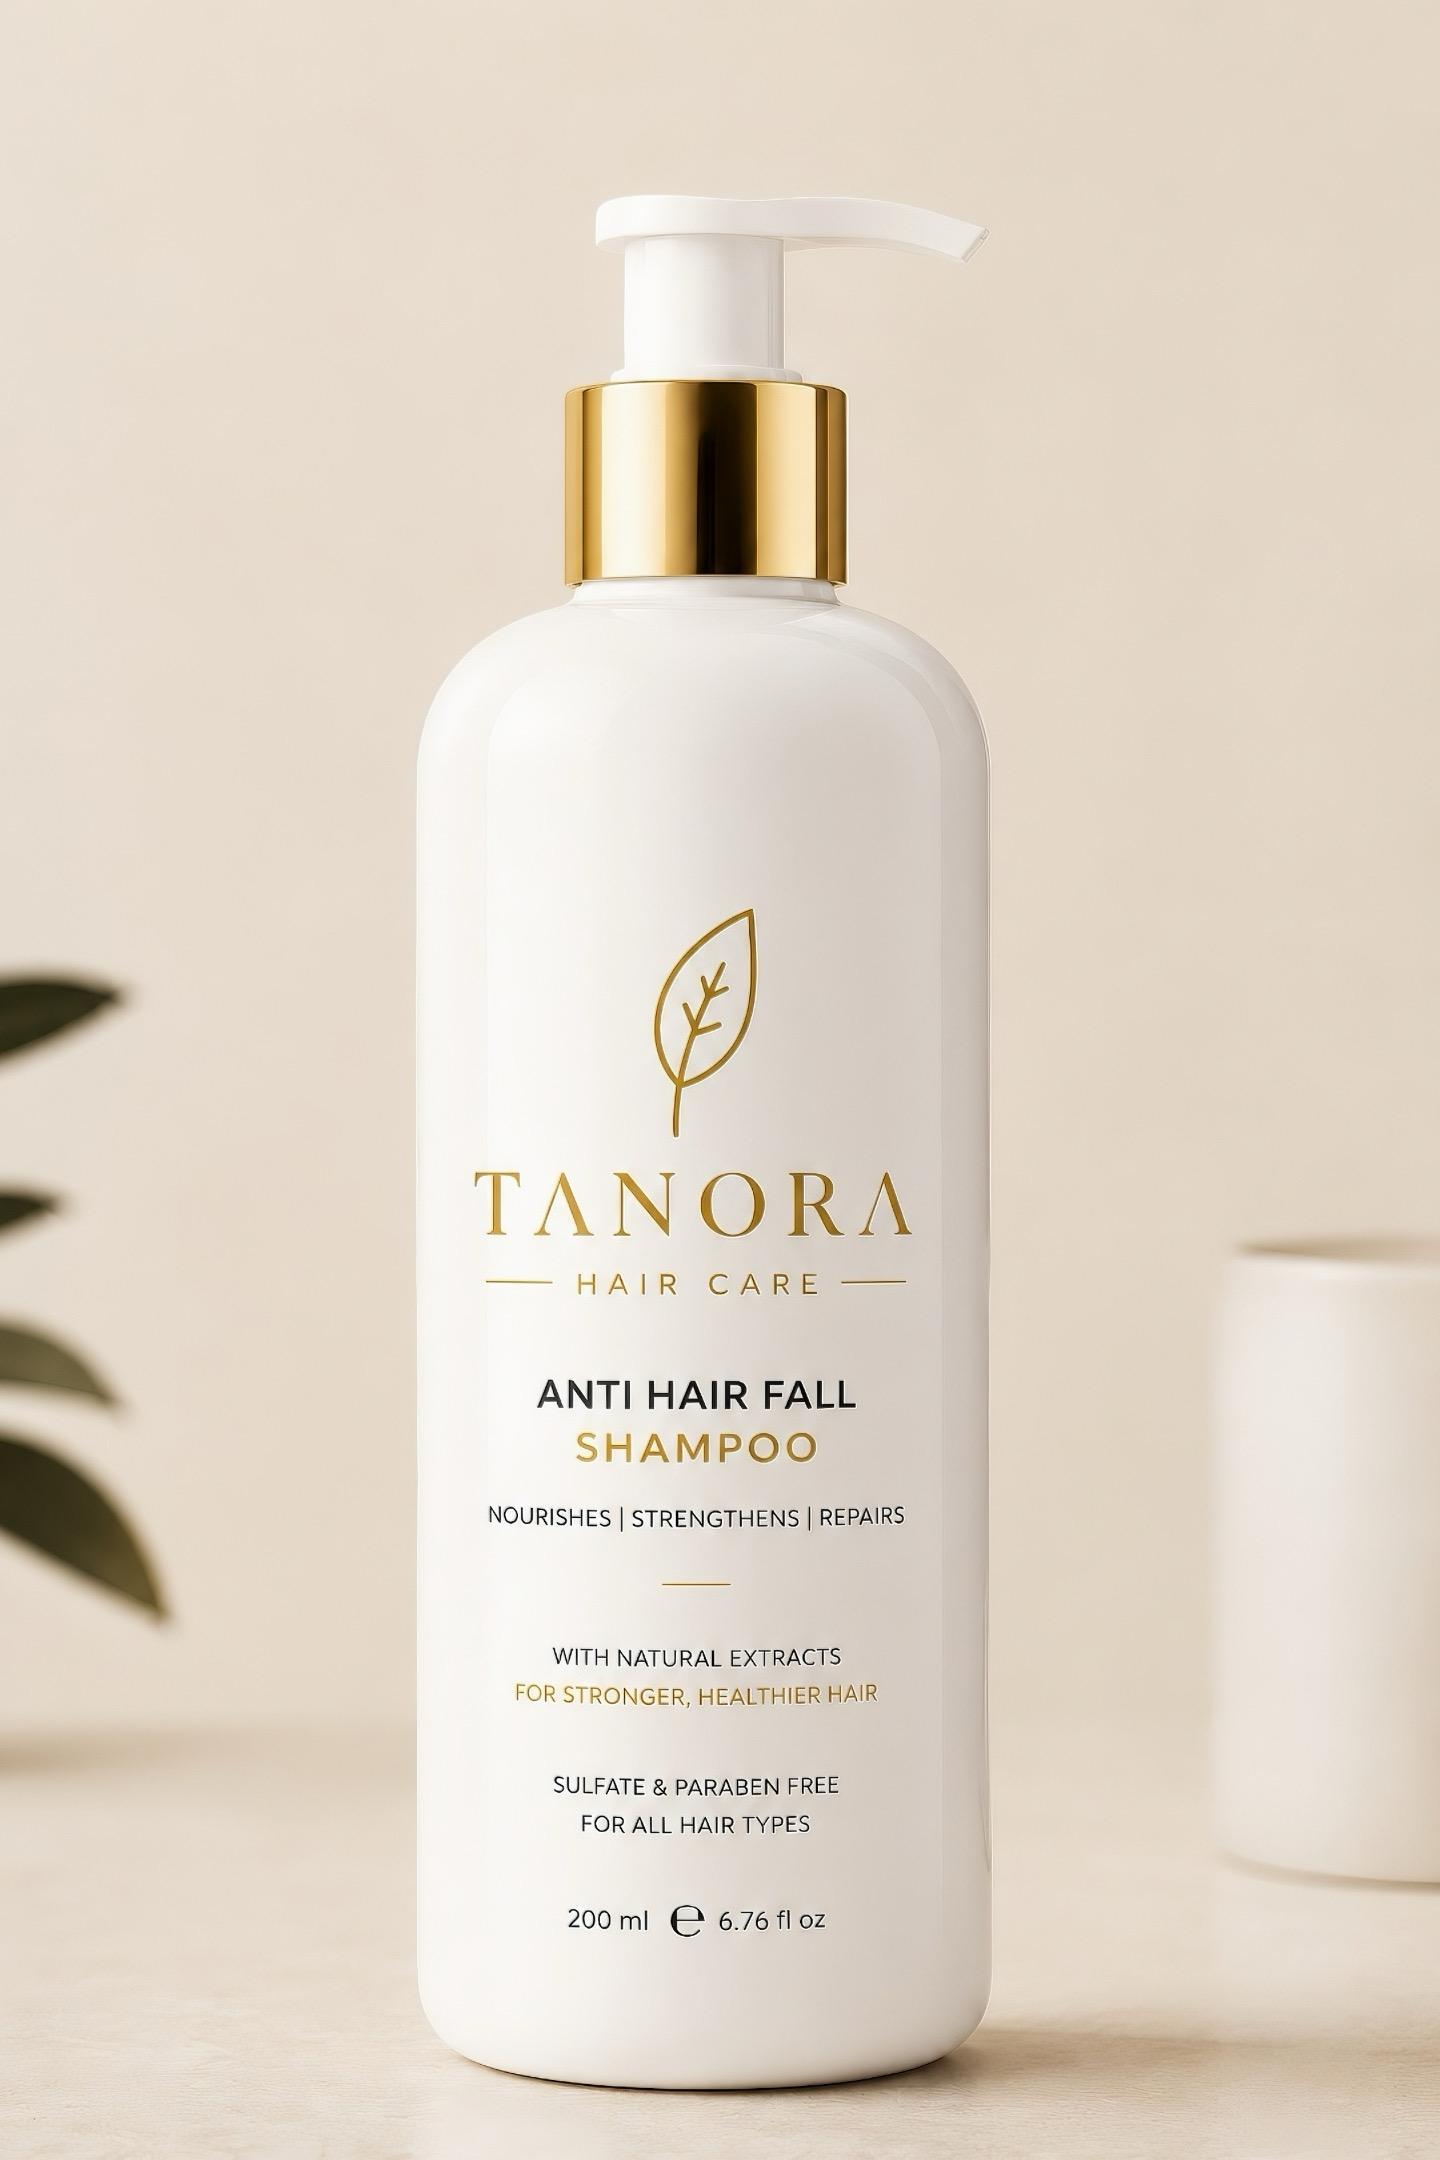 TANORA
HAIR CARE
ANTI HAIR FALL
SHAMPOO
NOURISHES | STRENGTHENS | REPAIRS
WITH NATURAL EXTRACTS
FOR STRONGER, HEALTHIER HAIR
SULFATE & PARABEN FREE
FOR ALL HAIR TYPES
200 ml ℮ 6.76 fl oz